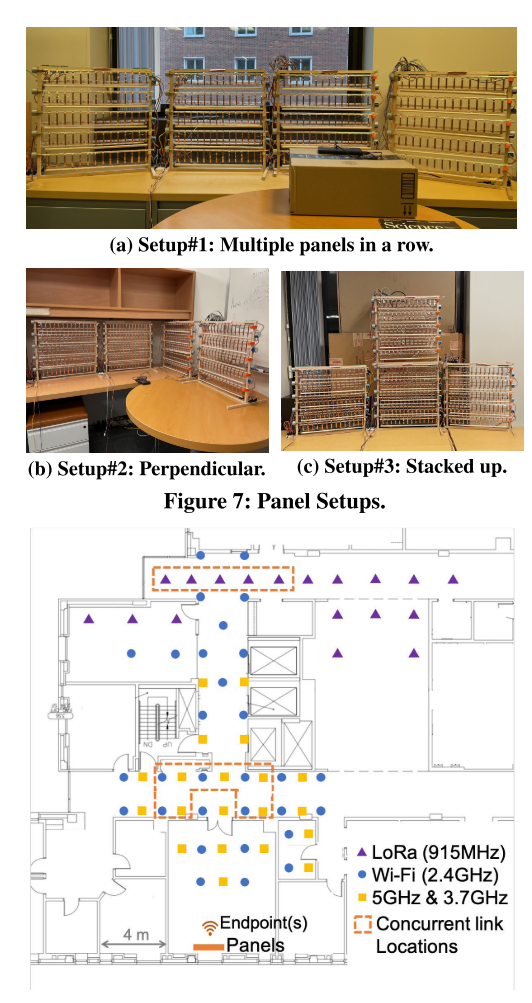 Science
(a) Setup#1: Multiple panels in a row.
(b) Setup#2: Perpendicular.
(c) Setup#3: Stacked up.
Figure 7: Panel Setups.
DN
UP
LoRa (915MHz)
Wi-Fi (2.4GHz)
5GHz & 3.7GHz
Concurrent link
Locations
Endpoint(s)
Panels
4 m